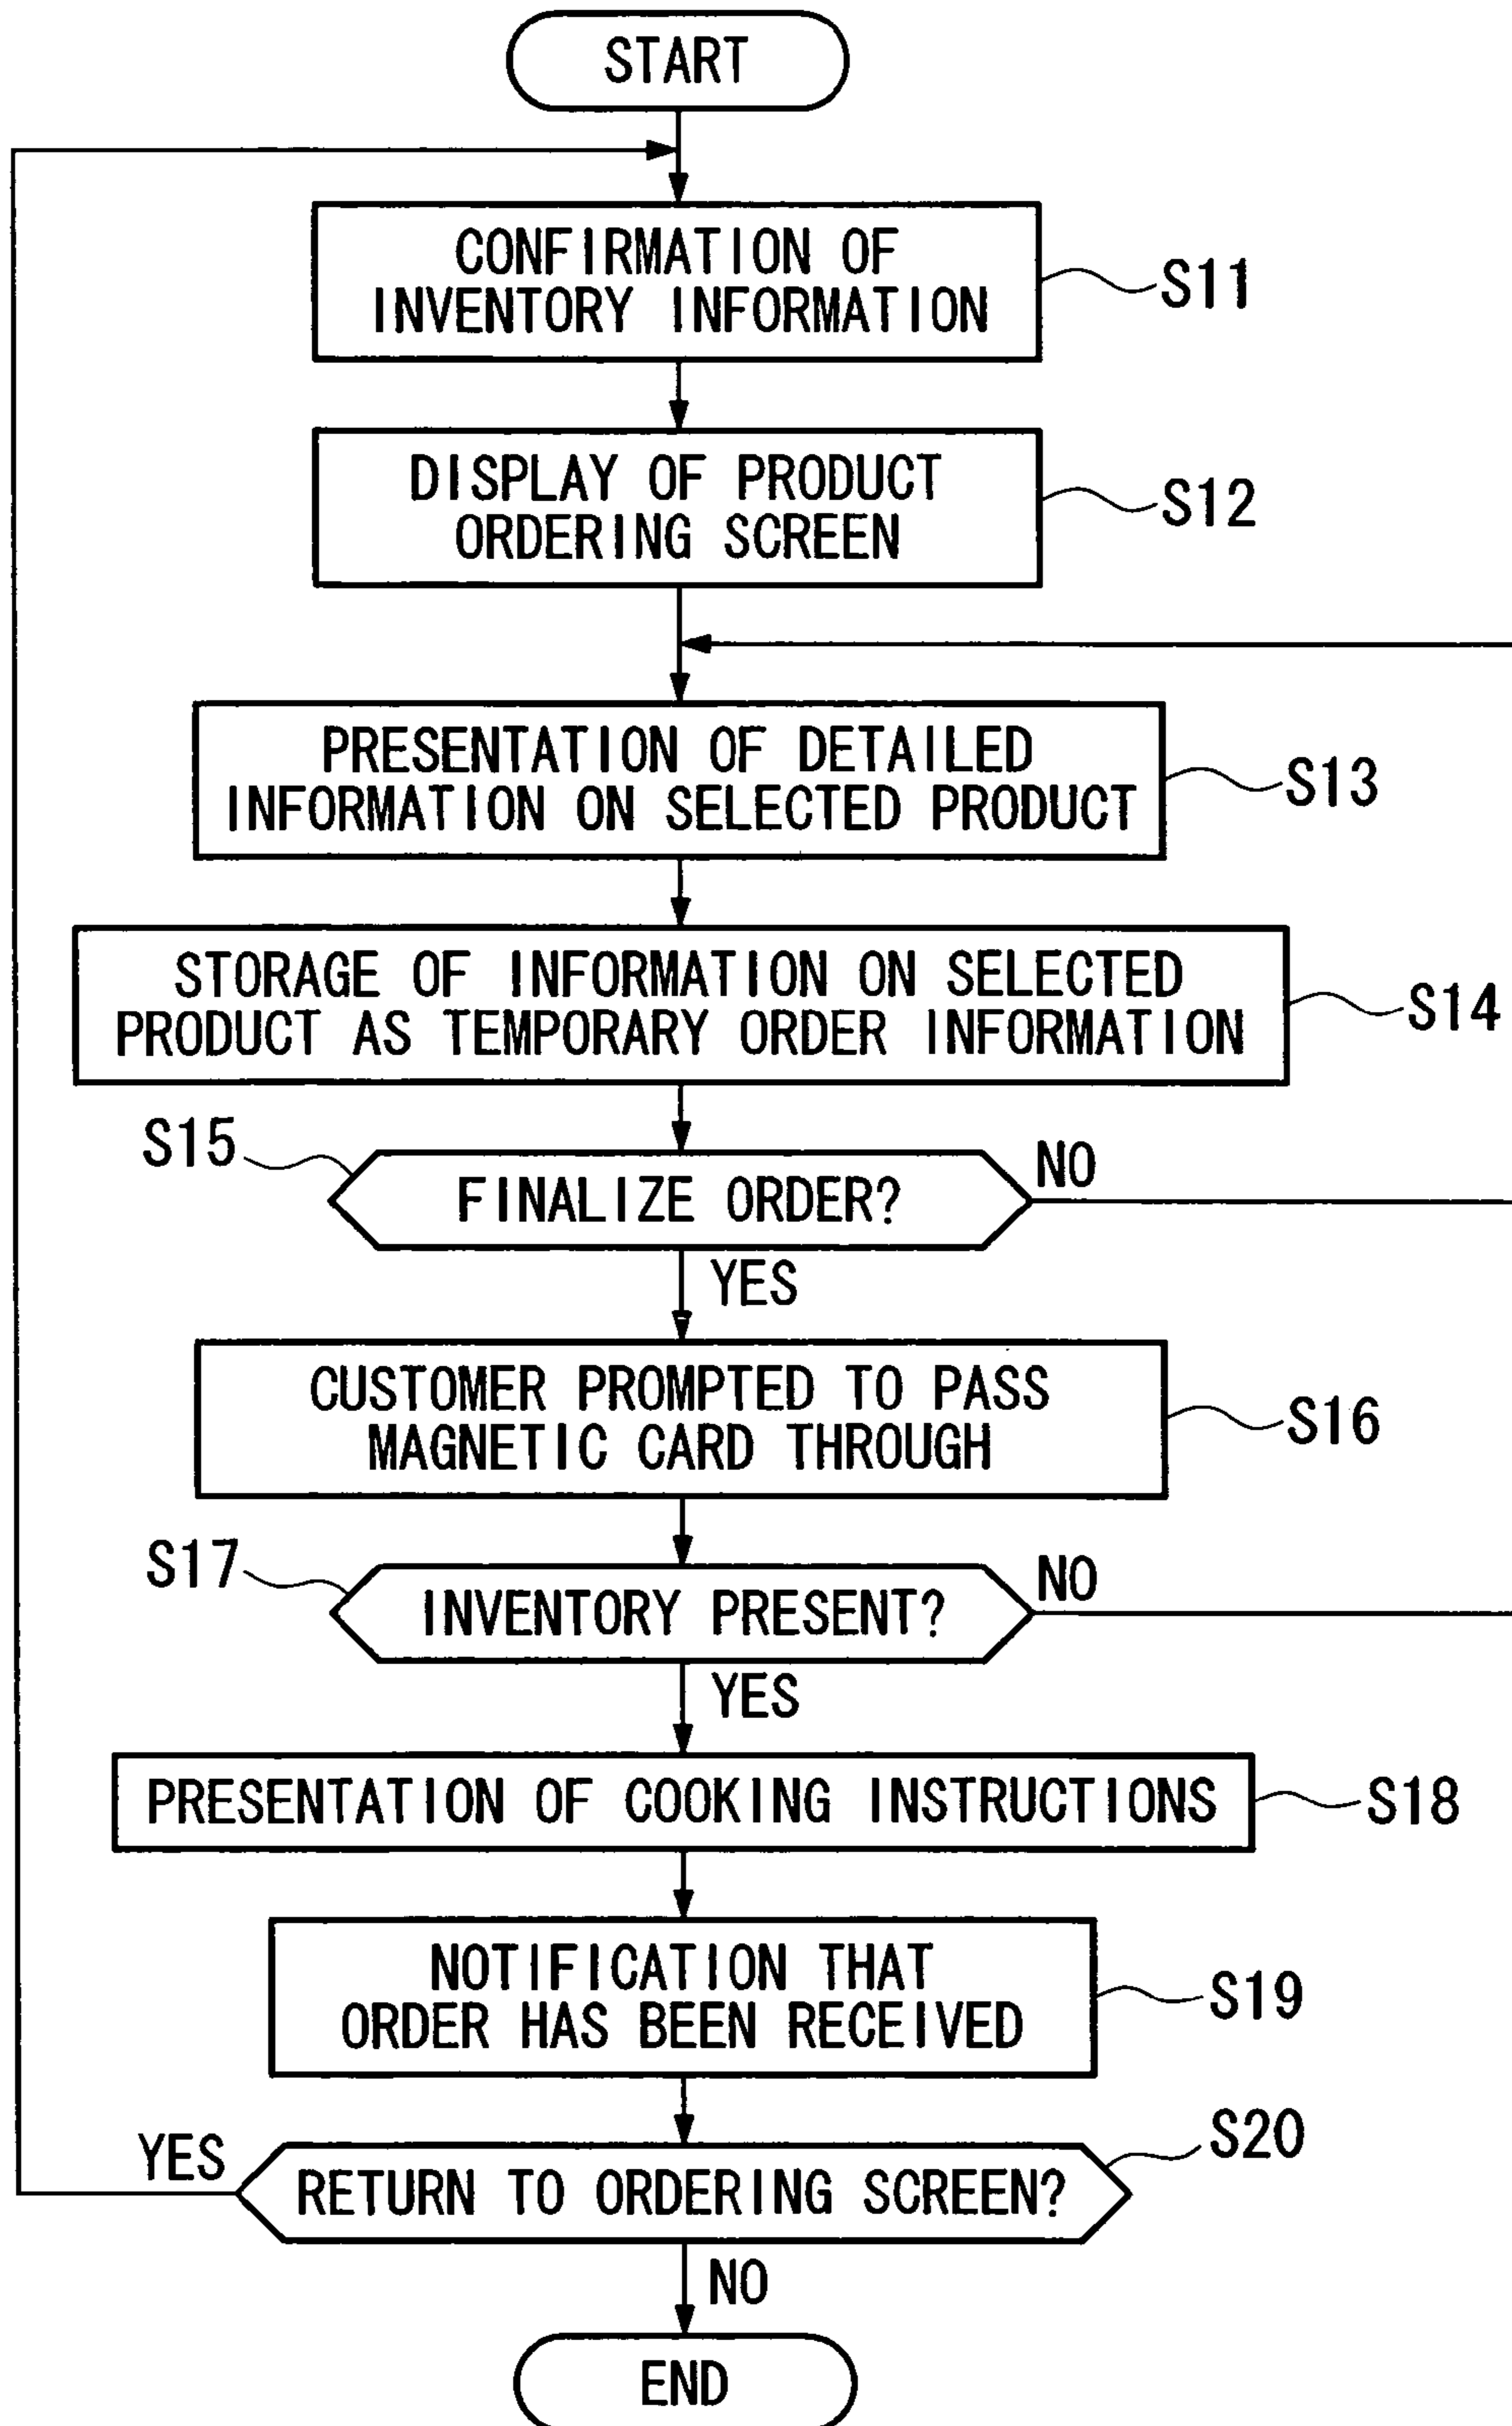 START
CONFIRMATION OF
INVENTORY INFORMATION
S11
DISPLAY OF PRODUCT
ORDERING SCREEN
S12
PRESENTATION OF DETAILED
INFORMATION ON SELECTED PRODUCT
S13
STORAGE OF INFORMATION ON SELECTED
PRODUCT AS TEMPORARY ORDER INFORMATION
S14
S15
FINALIZE ORDER?
NO
YES
CUSTOMER PROMPTED TO PASS
MAGNETIC CARD THROUGH
S16
S17
INVENTORY PRESENT?
NO
YES
PRESENTATION OF COOKING INSTRUCTIONS
S18
NOTIFICATION THAT
ORDER HAS BEEN RECEIVED
S19
S20
YES
RETURN TO ORDERING SCREEN?
NO
END